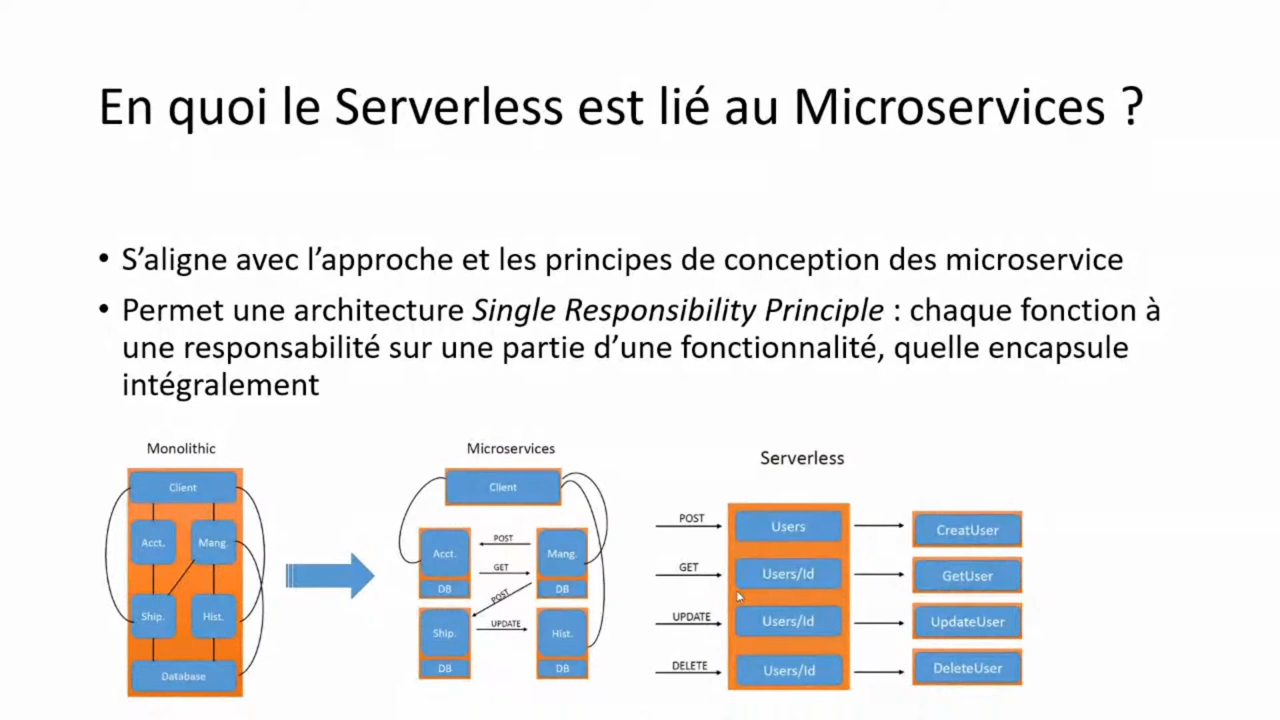 En quoi le Serverless est lié au Microservices ?
• S’aligne avec l’approche et les principes de conception des microservice
• Permet une architecture Single Responsibility Principle : chaque fonction à
une responsabilité sur une partie d’une fonctionnalité, quelle encapsule
intégralement
Monolithic
Client
Acct. Mang.
Ship. Hist.
Database
Microservices
Client
Acct. POST Mang.
GET
DB DB
POST
Ship. UPDATE Hist.
DB DB
Serverless
POST Users CreatUser
GET Users/Id GetUser
UPDATE Users/Id UpdateUser
DELETE Users/Id DeleteUser